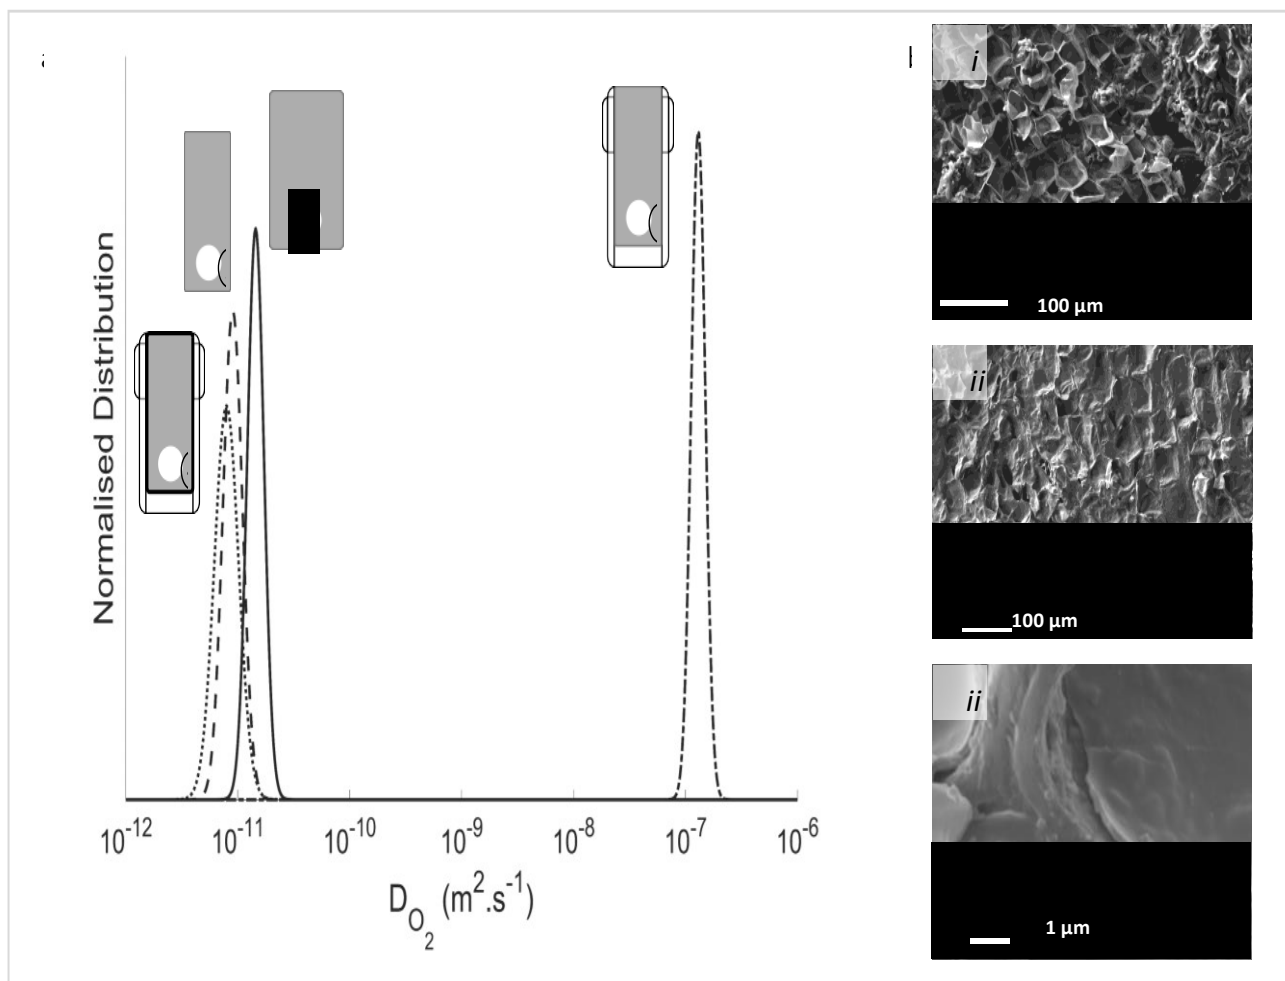 Normalised Distribution
10⁻¹² 10⁻¹¹ 10⁻¹⁰ 10⁻⁹ 10⁻⁸ 10⁻⁷ 10⁻⁶
D_O₂ (m².s⁻¹)
i
100 µm
ii
100 µm
ii
1 µm